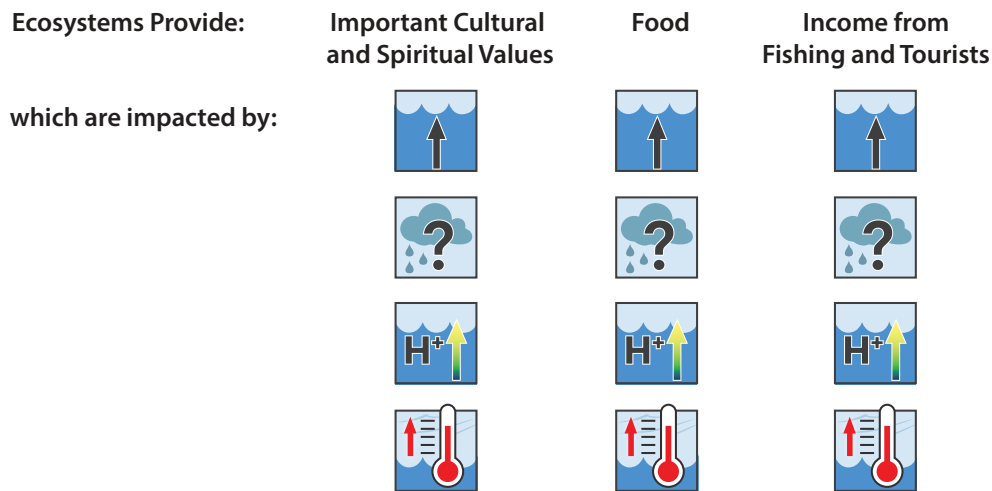 Ecosystems Provide:
Important Cultural
and Spiritual Values
Food
Income from
Fishing and Tourists
which are impacted by:
?
?
?
H+
H+
H+